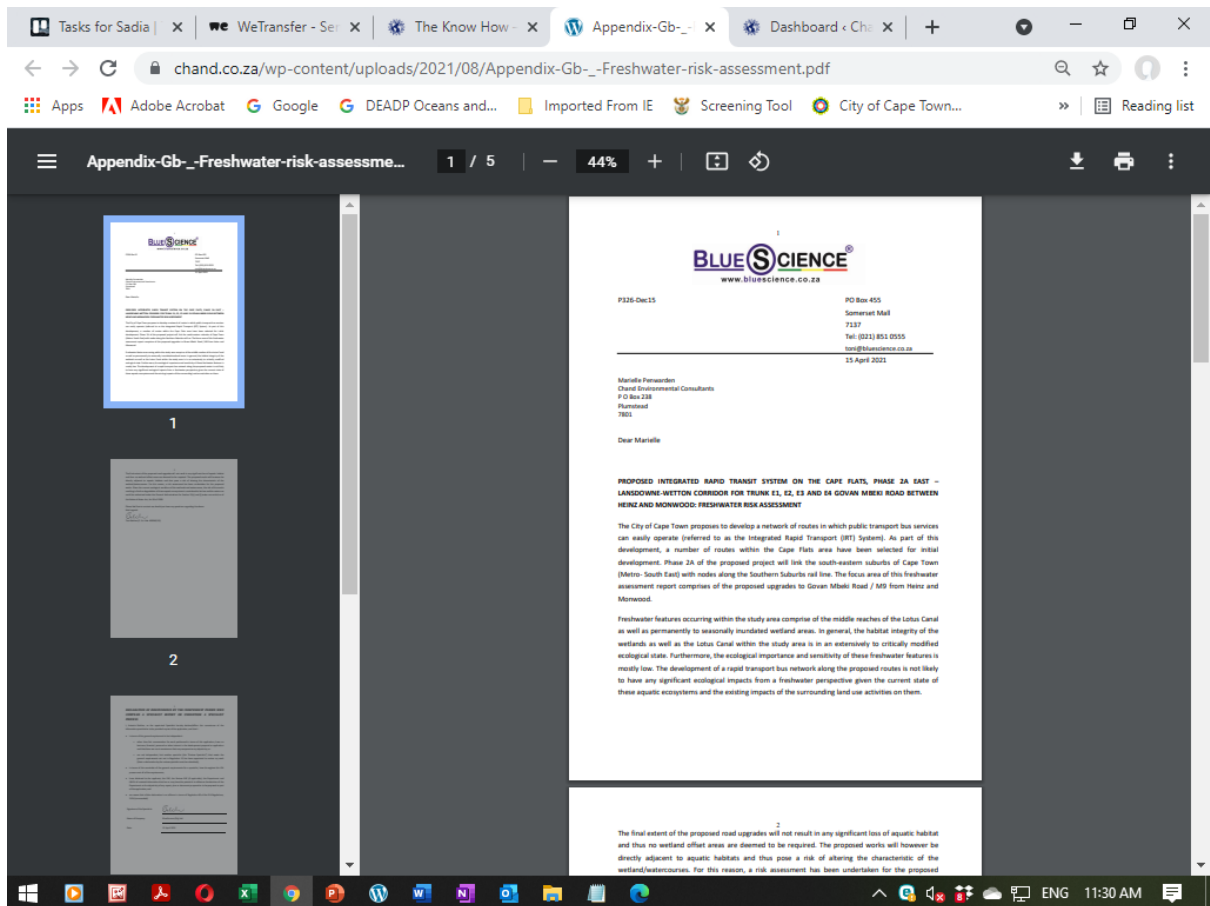 Tasks for Sadia |
WeTransfer - Ser
The Know How -
Appendix-Gb-_-
Dashboard ‹ Cha
chand.co.za/wp-content/uploads/2021/08/Appendix-Gb-_-Freshwater-risk-assessment.pdf
Apps
Adobe Acrobat
Google
DEADP Oceans and...
Imported From IE
Screening Tool
City of Cape Town...
»
Reading list
Appendix-Gb-_-Freshwater-risk-assessme...
1 / 5
44%
BLUESCIENCE
1
2
1
BLUESCIENCE®
www.bluescience.co.za
P326-Dec15
PO Box 455
Somerset Mall
7137
Tel: (021) 851 0555
toni@bluescience.co.za
15 April 2021
Marielle Penwarden
Chand Environmental Consultants
P O Box 238
Plumstead
7801
Dear Marielle
PROPOSED INTEGRATED RAPID TRANSIT SYSTEM ON THE CAPE FLATS, PHASE 2A EAST –
LANSDOWNE-WETTON CORRIDOR FOR TRUNK E1, E2, E3 AND E4 GOVAN MBEKI ROAD BETWEEN
HEINZ AND MONWOOD: FRESHWATER RISK ASSESSMENT
The City of Cape Town proposes to develop a network of routes in which public transport bus services
can easily operate (referred to as the Integrated Rapid Transport (IRT) System). As part of this
development, a number of routes within the Cape Flats area have been selected for initial
development. Phase 2A of the proposed project will link the south-eastern suburbs of Cape Town
(Metro- South East) with nodes along the Southern Suburbs rail line. The focus area of this freshwater
assessment report comprises of the proposed upgrades to Govan Mbeki Road / M9 from Heinz and
Monwood.
Freshwater features occurring within the study area comprise of the middle reaches of the Lotus Canal
as well as permanently to seasonally inundated wetland areas. In general, the habitat integrity of the
wetlands as well as the Lotus Canal within the study area is in an extensively to critically modified
ecological state. Furthermore, the ecological importance and sensitivity of these freshwater features is
mostly low. The development of a rapid transport bus network along the proposed routes is not likely
to have any significant ecological impacts from a freshwater perspective given the current state of
these aquatic ecosystems and the existing impacts of the surrounding land use activities on them.
2
The final extent of the proposed road upgrades will not result in any significant loss of aquatic habitat
and thus no wetland offset areas are deemed to be required. The proposed works will however be
directly adjacent to aquatic habitats and thus pose a risk of altering the characteristic of the
wetland/watercourses. For this reason, a risk assessment has been undertaken for the proposed
ENG 11:30 AM